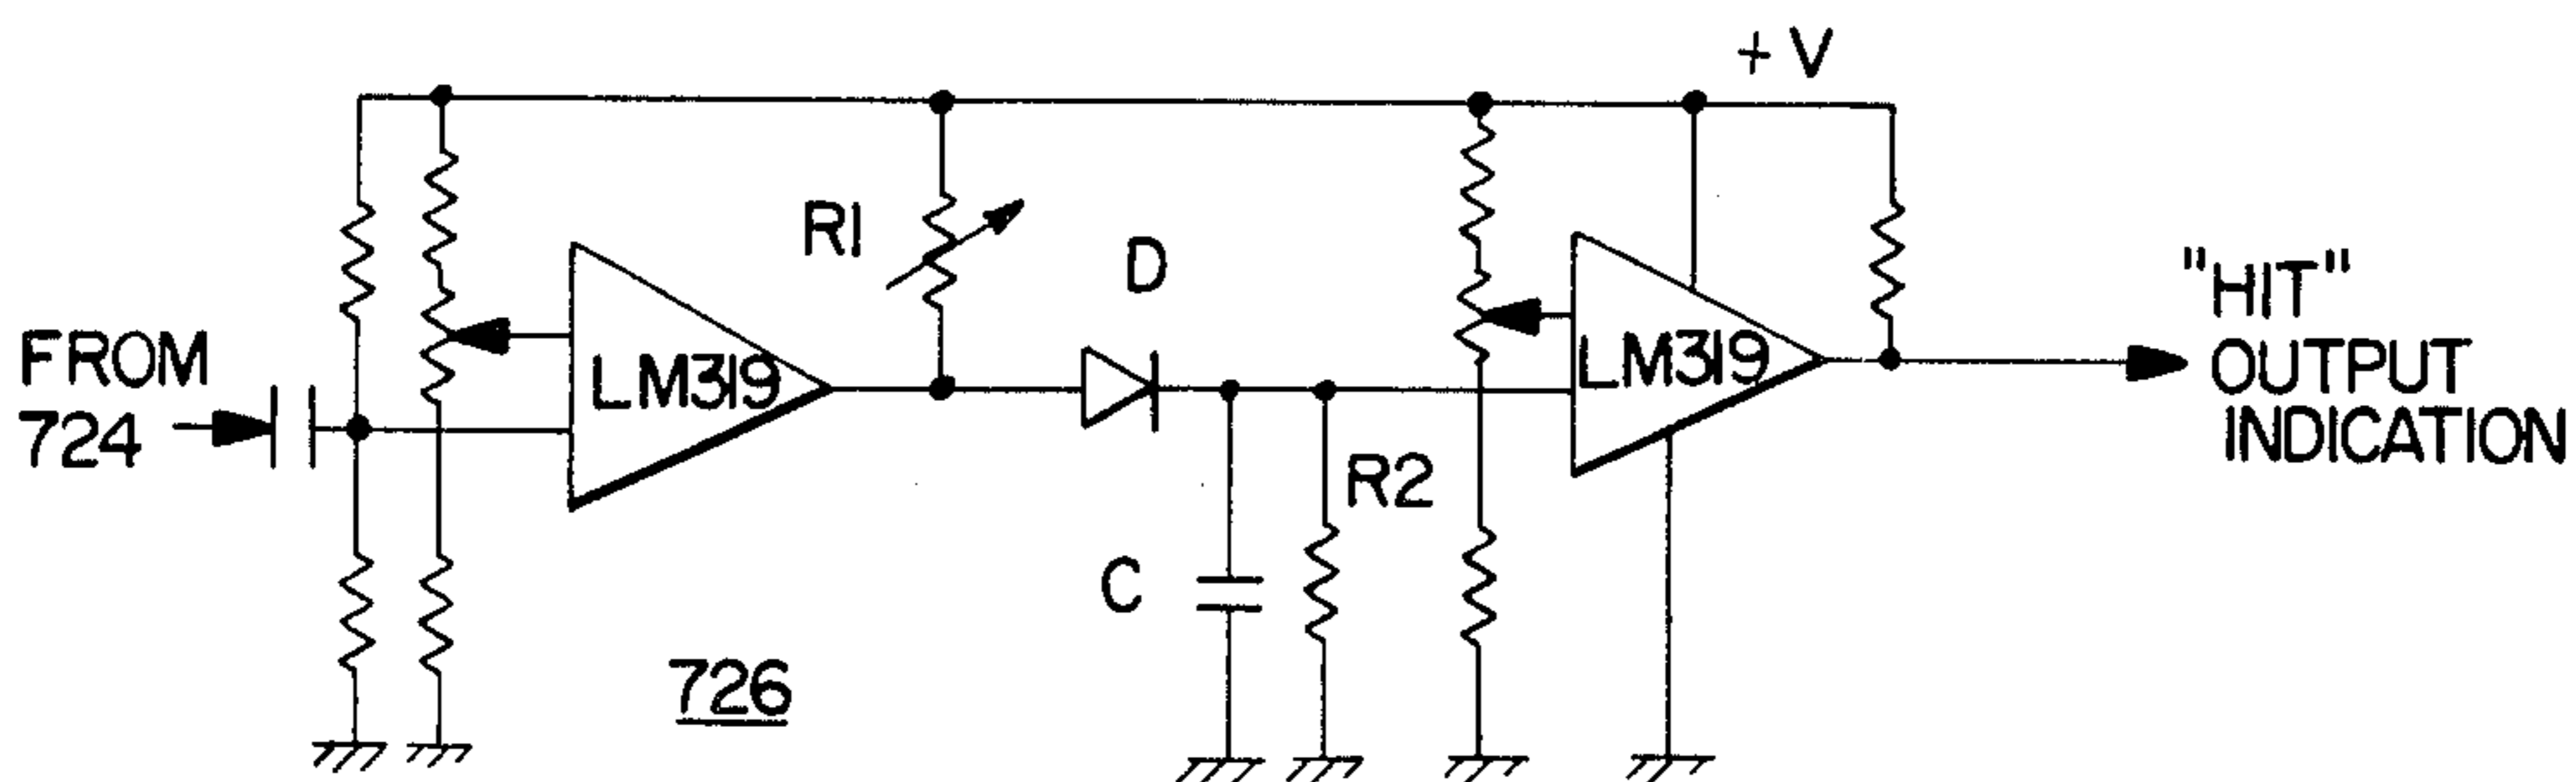 +V
R1
D
FROM
724
LM319
LM319
"HIT"
OUTPUT
INDICATION
R2
C
726